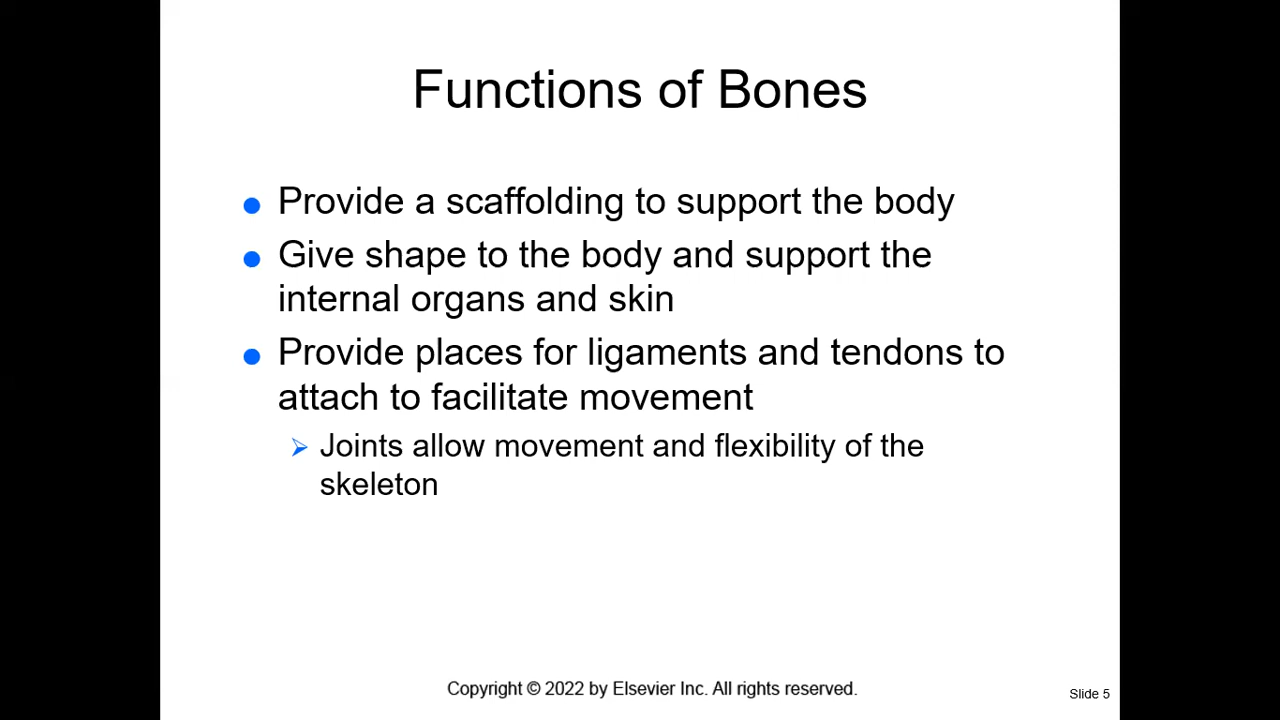 Functions of Bones
Provide a scaffolding to support the body
Give shape to the body and support the
internal organs and skin
Provide places for ligaments and tendons to
attach to facilitate movement
Joints allow movement and flexibility of the
skeleton
Copyright © 2022 by Elsevier Inc. All rights reserved.
Slide 5